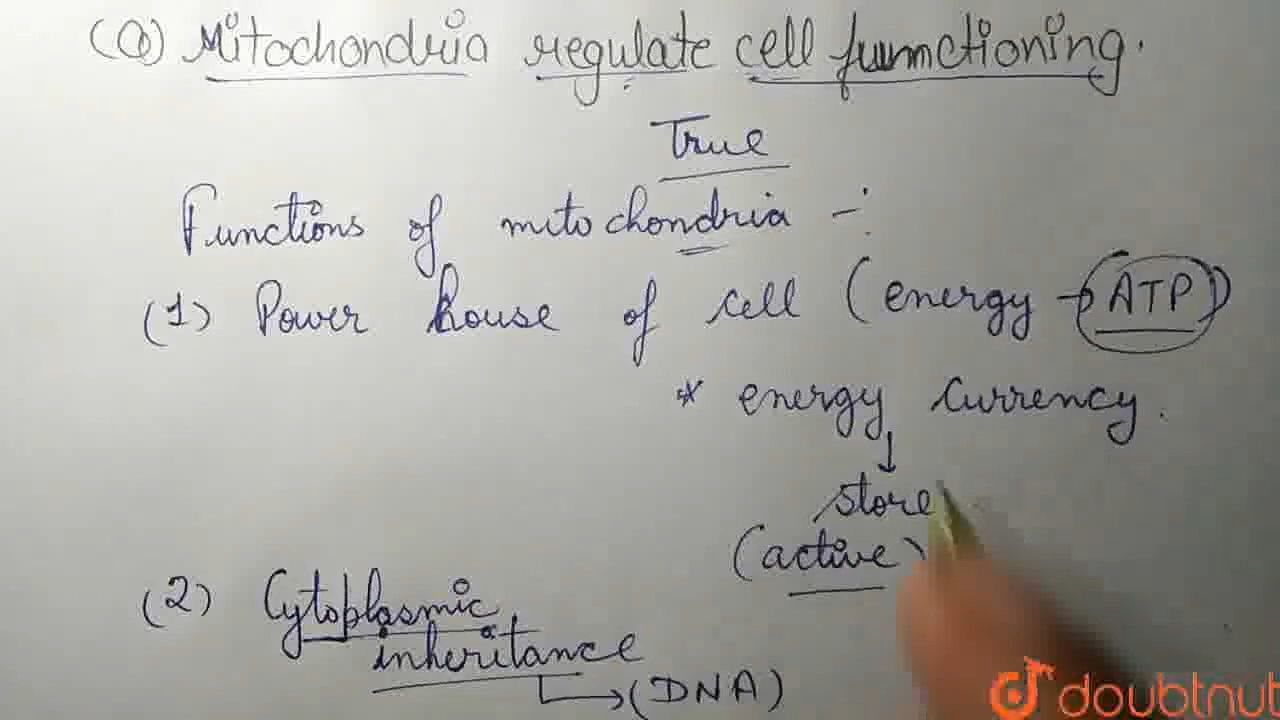 (Q) Mitochondria regulate cell functioning.
True
Functions of mitochondria -:
(1) Power house of cell (energy → ATP)
* energy currency.
↓
store
(active)
(2) Cytoplasmic
inheritance
→ (DNA)
doubtnut